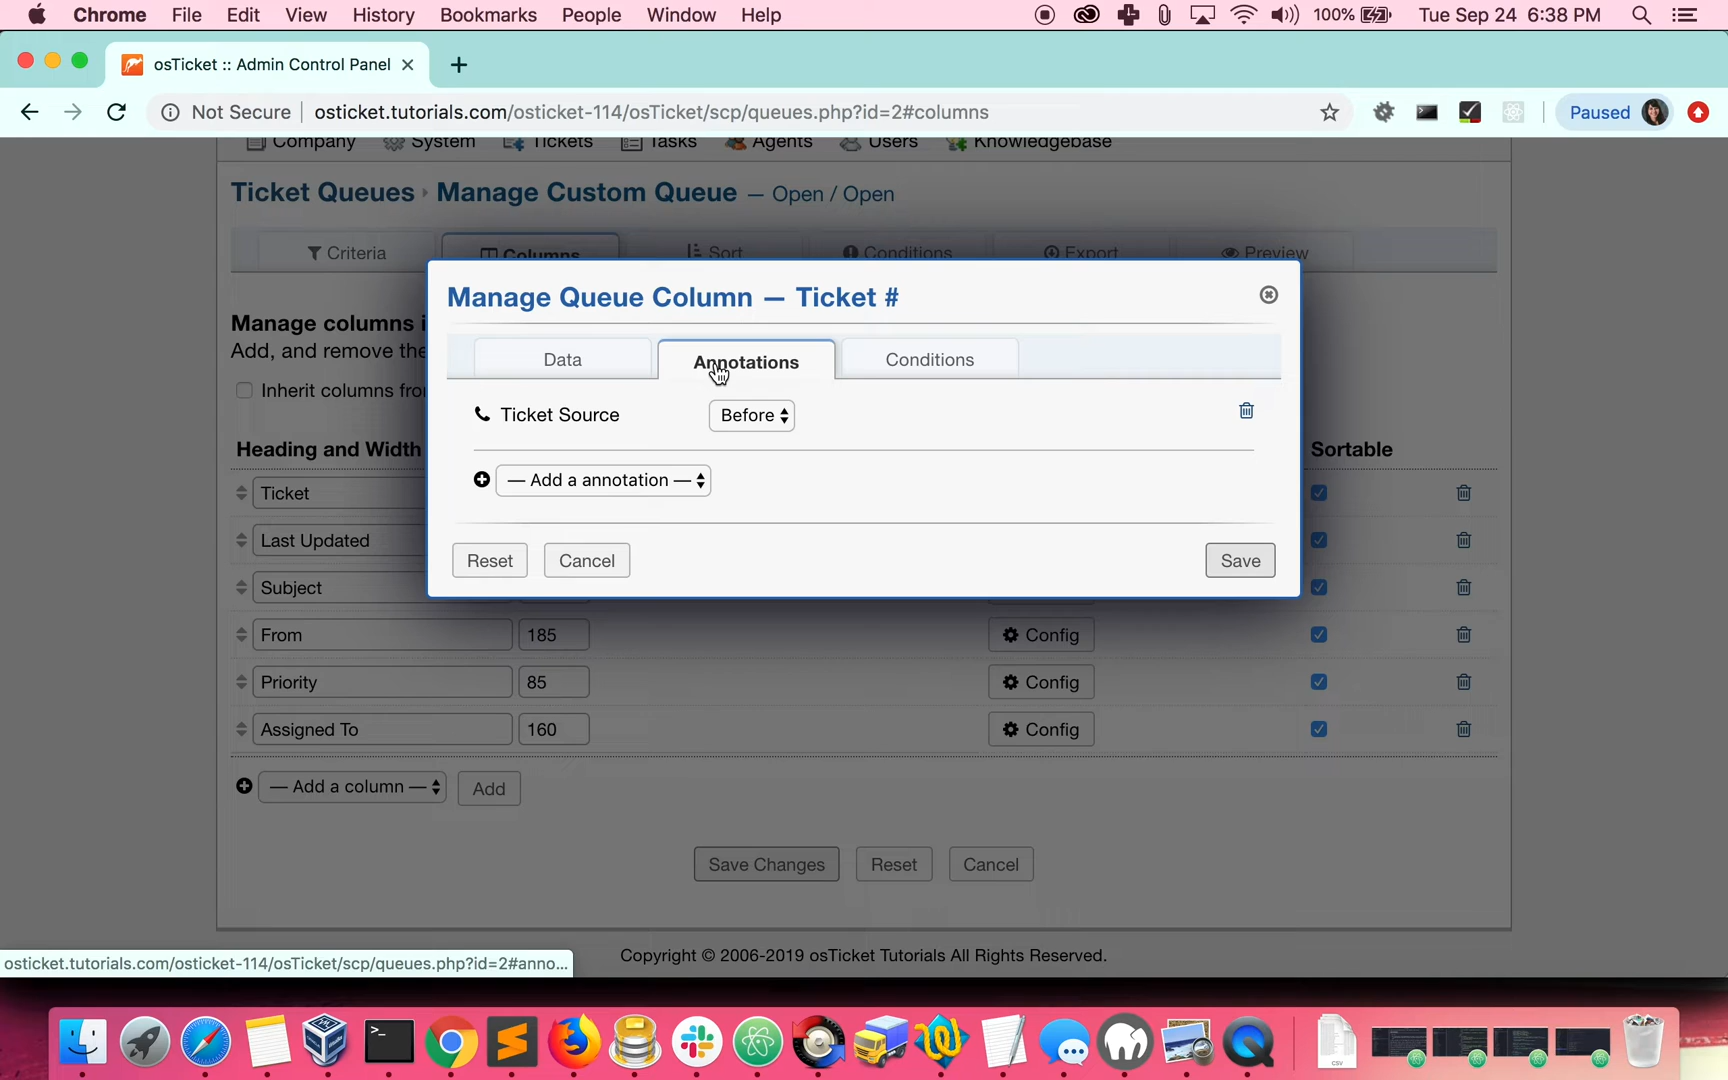 Chrome File Edit View History Bookmarks People Window Help 100% Tue Sep 24 6:38 PM
osTicket :: Admin Control Panel
Not Secure osticket.tutorials.com/osticket-114/osTicket/scp/queues.php?id=2#columns Paused
Company System Tickets Tasks Agents Users Knowledgebase
Ticket Queues Manage Custom Queue — Open / Open
Criteria Columns Sort Conditions Export Preview
Manage Queue Column — Ticket #
Manage columns i
Add, and remove the
Data Annotations Conditions
Inherit columns fro
Ticket Source Before
Heading and Width Sortable
— Add a annotation —
Ticket
Last Updated
Reset Cancel Save
Subject
From 185 Config
Priority 85 Config
Assigned To 160 Config
— Add a column — Add
Save Changes Reset Cancel
Copyright © 2006-2019 osTicket Tutorials All Rights Reserved.
osticket.tutorials.com/osticket-114/osTicket/scp/queues.php?id=2#anno...
>_
CSV